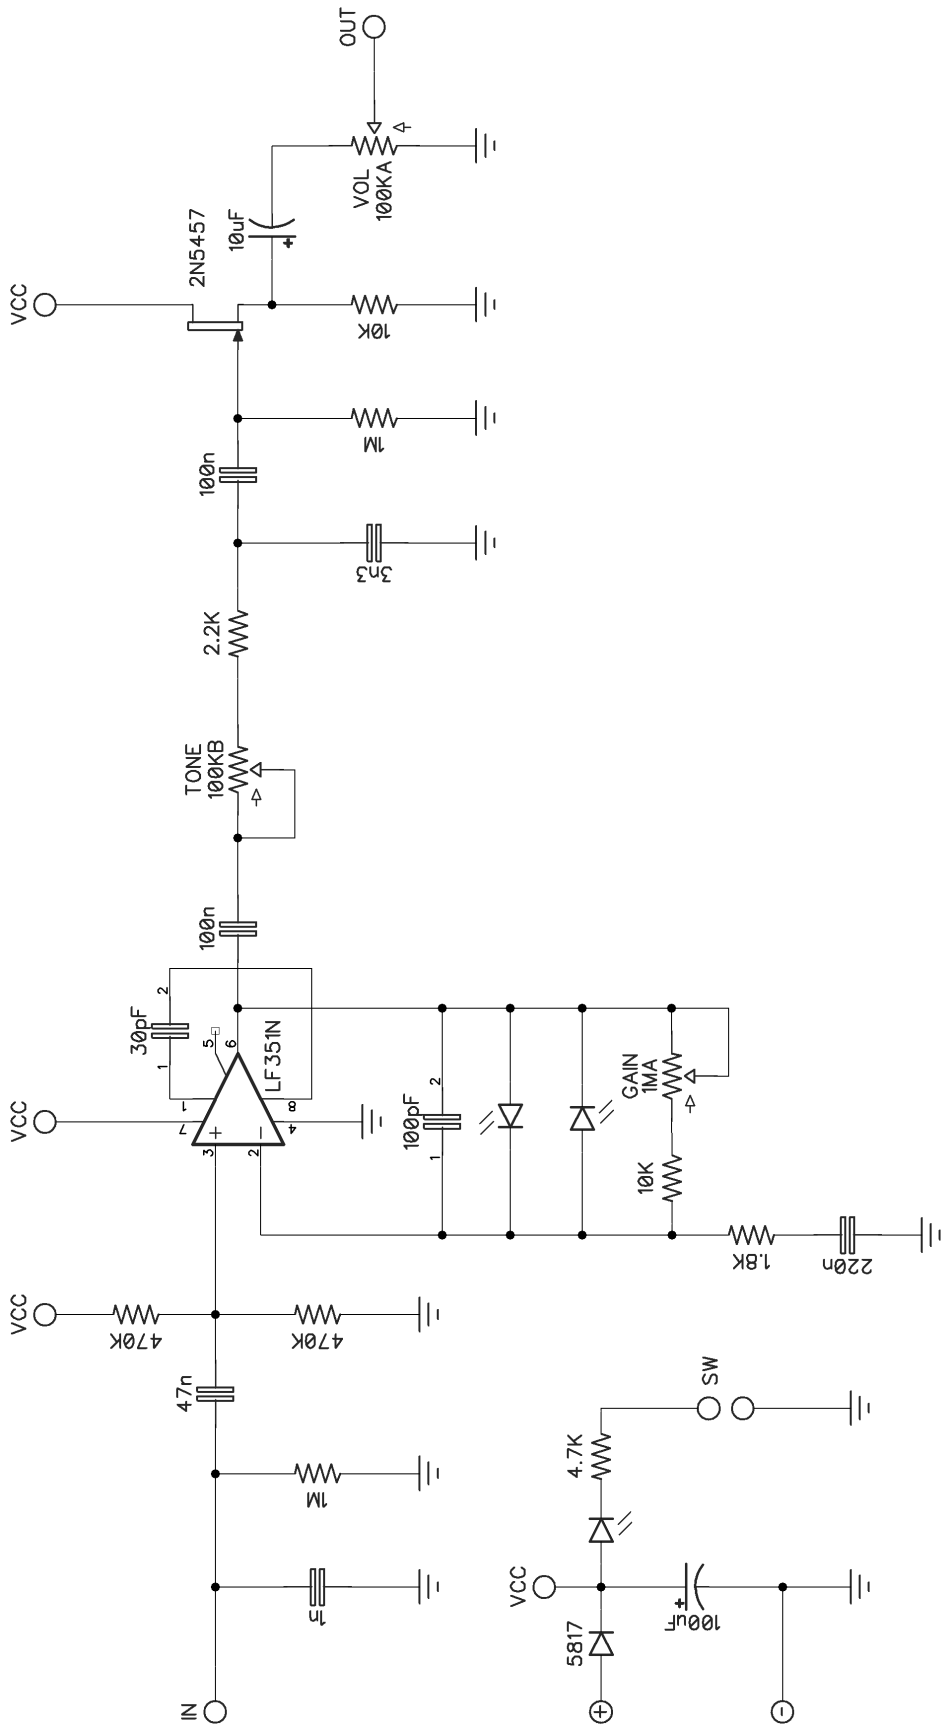 IN
1n
1M
47n
VCC
470K
470K
VCC
3
2
+
−
7
4
1
8
5
6
LF351N
30pF
1
2
100pF
1
2
10K
GAIN
1MA
1.8K
220n
100n
TONE
100KB
2.2K
3n3
100n
1M
VCC
2N5457
10K
10uF
+
VOL
100KA
OUT
+
-
5817
VCC
+
100uF
4.7K
SW